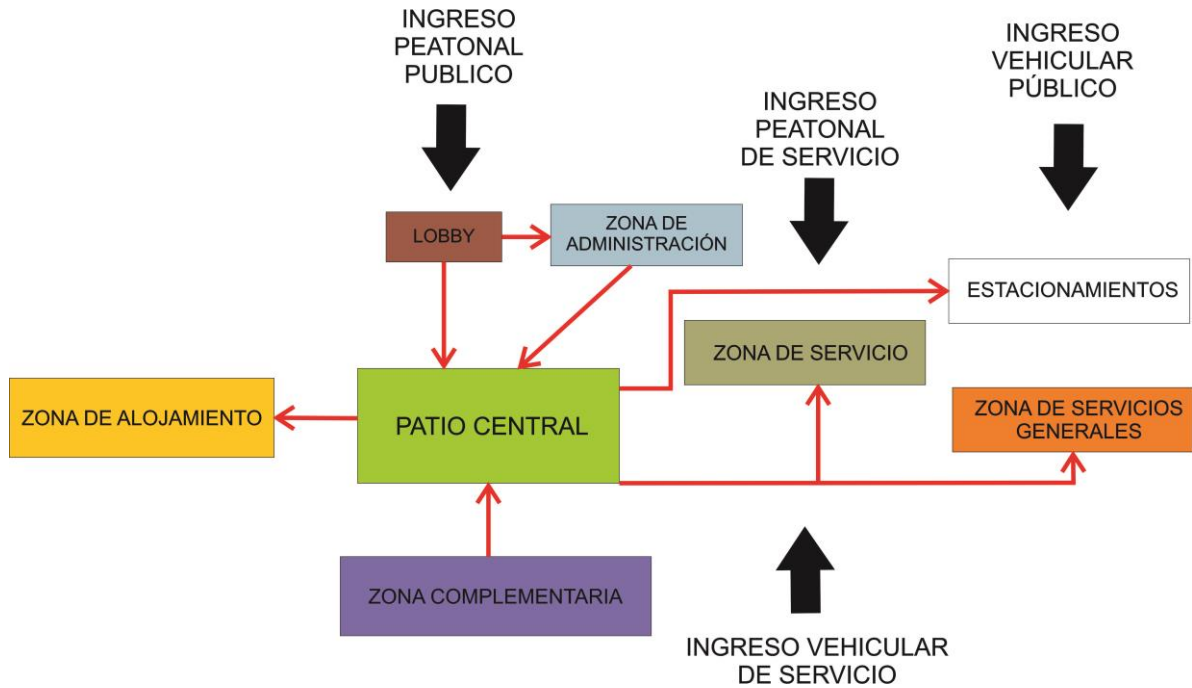 INGRESO
PEATONAL
PUBLICO
INGRESO
PEATONAL
DE SERVICIO
INGRESO
VEHICULAR
PÚBLICO
LOBBY
ZONA DE
ADMINISTRACIÓN
ESTACIONAMIENTOS
ZONA DE SERVICIO
ZONA DE ALOJAMIENTO
PATIO CENTRAL
ZONA DE SERVICIOS
GENERALES
ZONA COMPLEMENTARIA
INGRESO VEHICULAR
DE SERVICIO